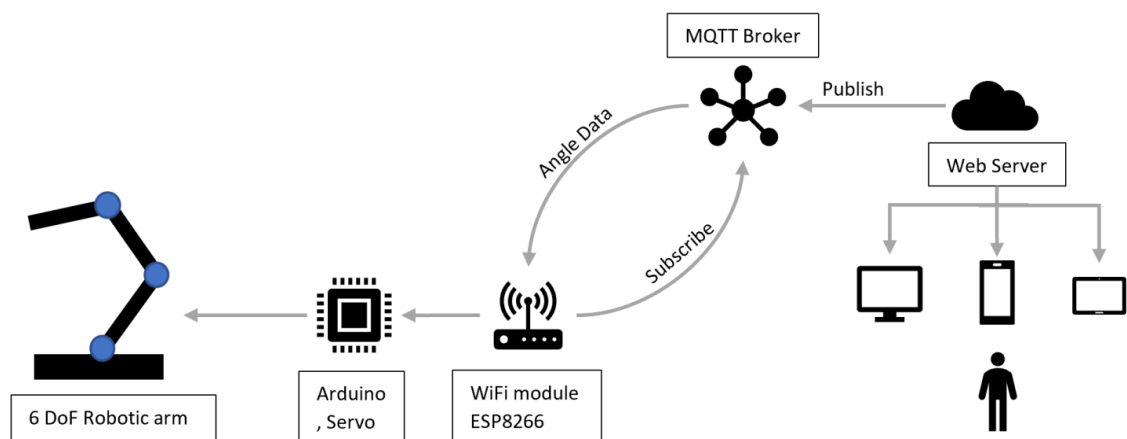 MQTT Broker
Publish
Angle Data
Web Server
Subscribe
6 DoF Robotic arm
Arduino
, Servo
WiFi module
ESP8266